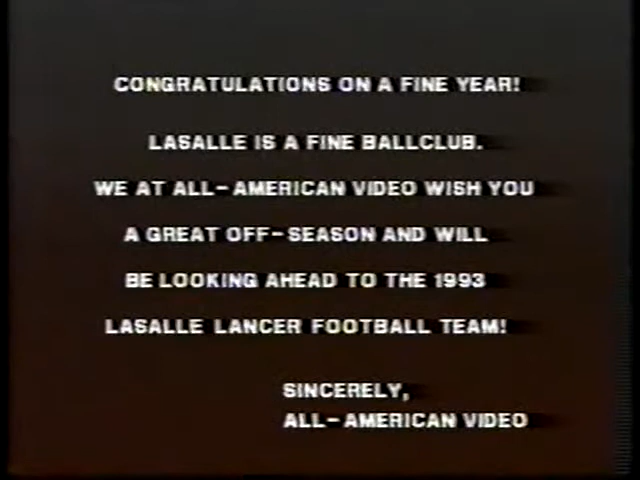 CONGRATULATIONS ON A FINE YEAR!
LASALLE IS A FINE BALLCLUB.
WE AT ALL-AMERICAN VIDEO WISH YOU
A GREAT OFF-SEASON AND WILL
BE LOOKING AHEAD TO THE 1993
LASALLE LANCER FOOTBALL TEAM!
SINCERELY,
ALL-AMERICAN VIDEO